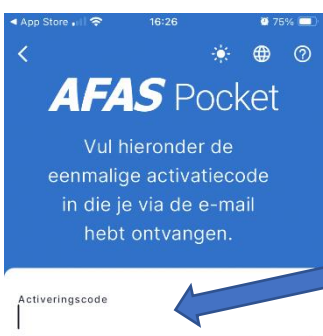 App Store 16:26 75%
AFAS Pocket
Vul hieronder de
eenmalige activatiecode
in die je via de e-mail
hebt ontvangen.
Activeringscode